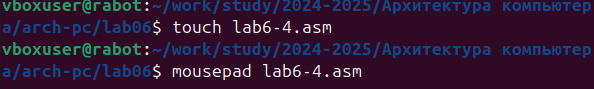 vboxuser@rabot:~/work/study/2024-2025/Архитектура компьютер
а/arch-pc/lab06$ touch lab6-4.asm
vboxuser@rabot:~/work/study/2024-2025/Архитектура компьютер
а/arch-pc/lab06$ mousepad lab6-4.asm